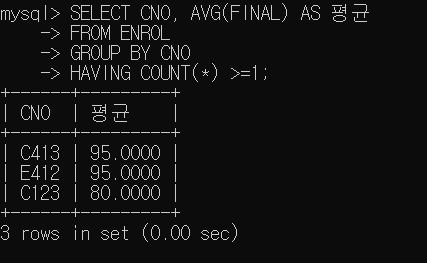 mysql> SELECT CNO, AVG(FINAL) AS 평균
    -> FROM ENROL
    -> GROUP BY CNO
    -> HAVING COUNT(*) >=1;
+------+---------+
| CNO  | 평균    |
+------+---------+
| C413 | 95.0000 |
| E412 | 95.0000 |
| C123 | 80.0000 |
+------+---------+
3 rows in set (0.00 sec)